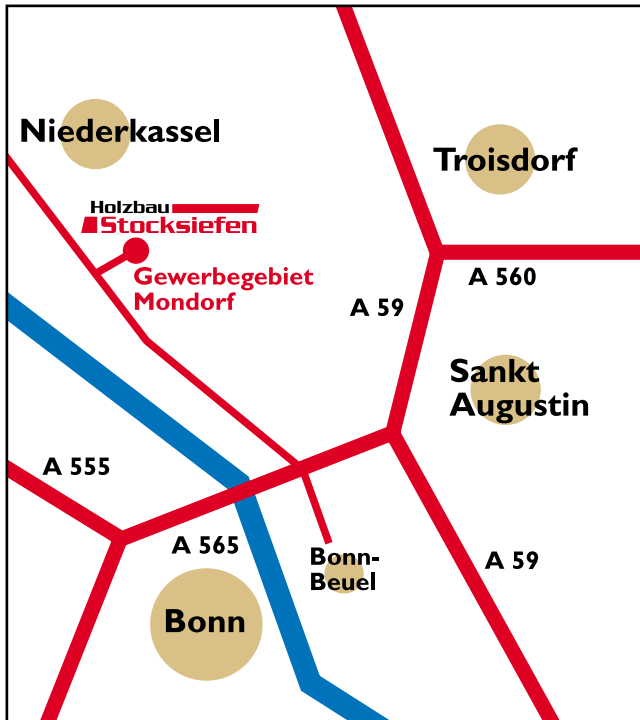 Niederkassel
Troisdorf
Holzbau
Stocksiefen
Gewerbegebiet
Mondorf
A 560
A 59
Sankt
Augustin
A 555
A 565
Bonn-
Beuel
A 59
Bonn